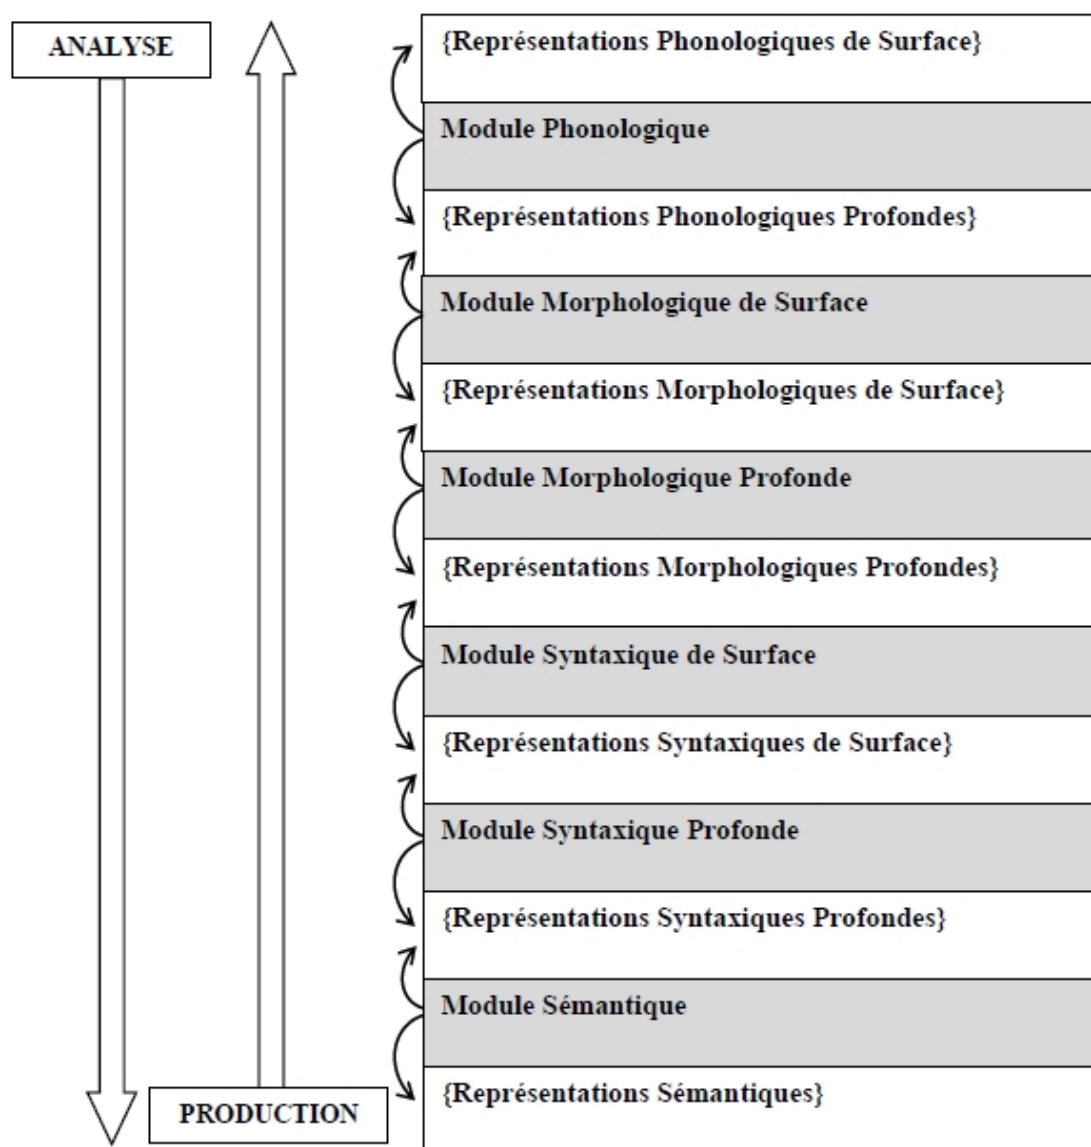 ANALYSE
{Représentations Phonologiques de Surface}
Module Phonologique
{Représentations Phonologiques Profondes}
Module Morphologique de Surface
{Représentations Morphologiques de Surface}
Module Morphologique Profonde
{Représentations Morphologiques Profondes}
Module Syntaxique de Surface
{Représentations Syntaxiques de Surface}
Module Syntaxique Profonde
{Représentations Syntaxiques Profondes}
Module Sémantique
{Représentations Sémantiques}
PRODUCTION